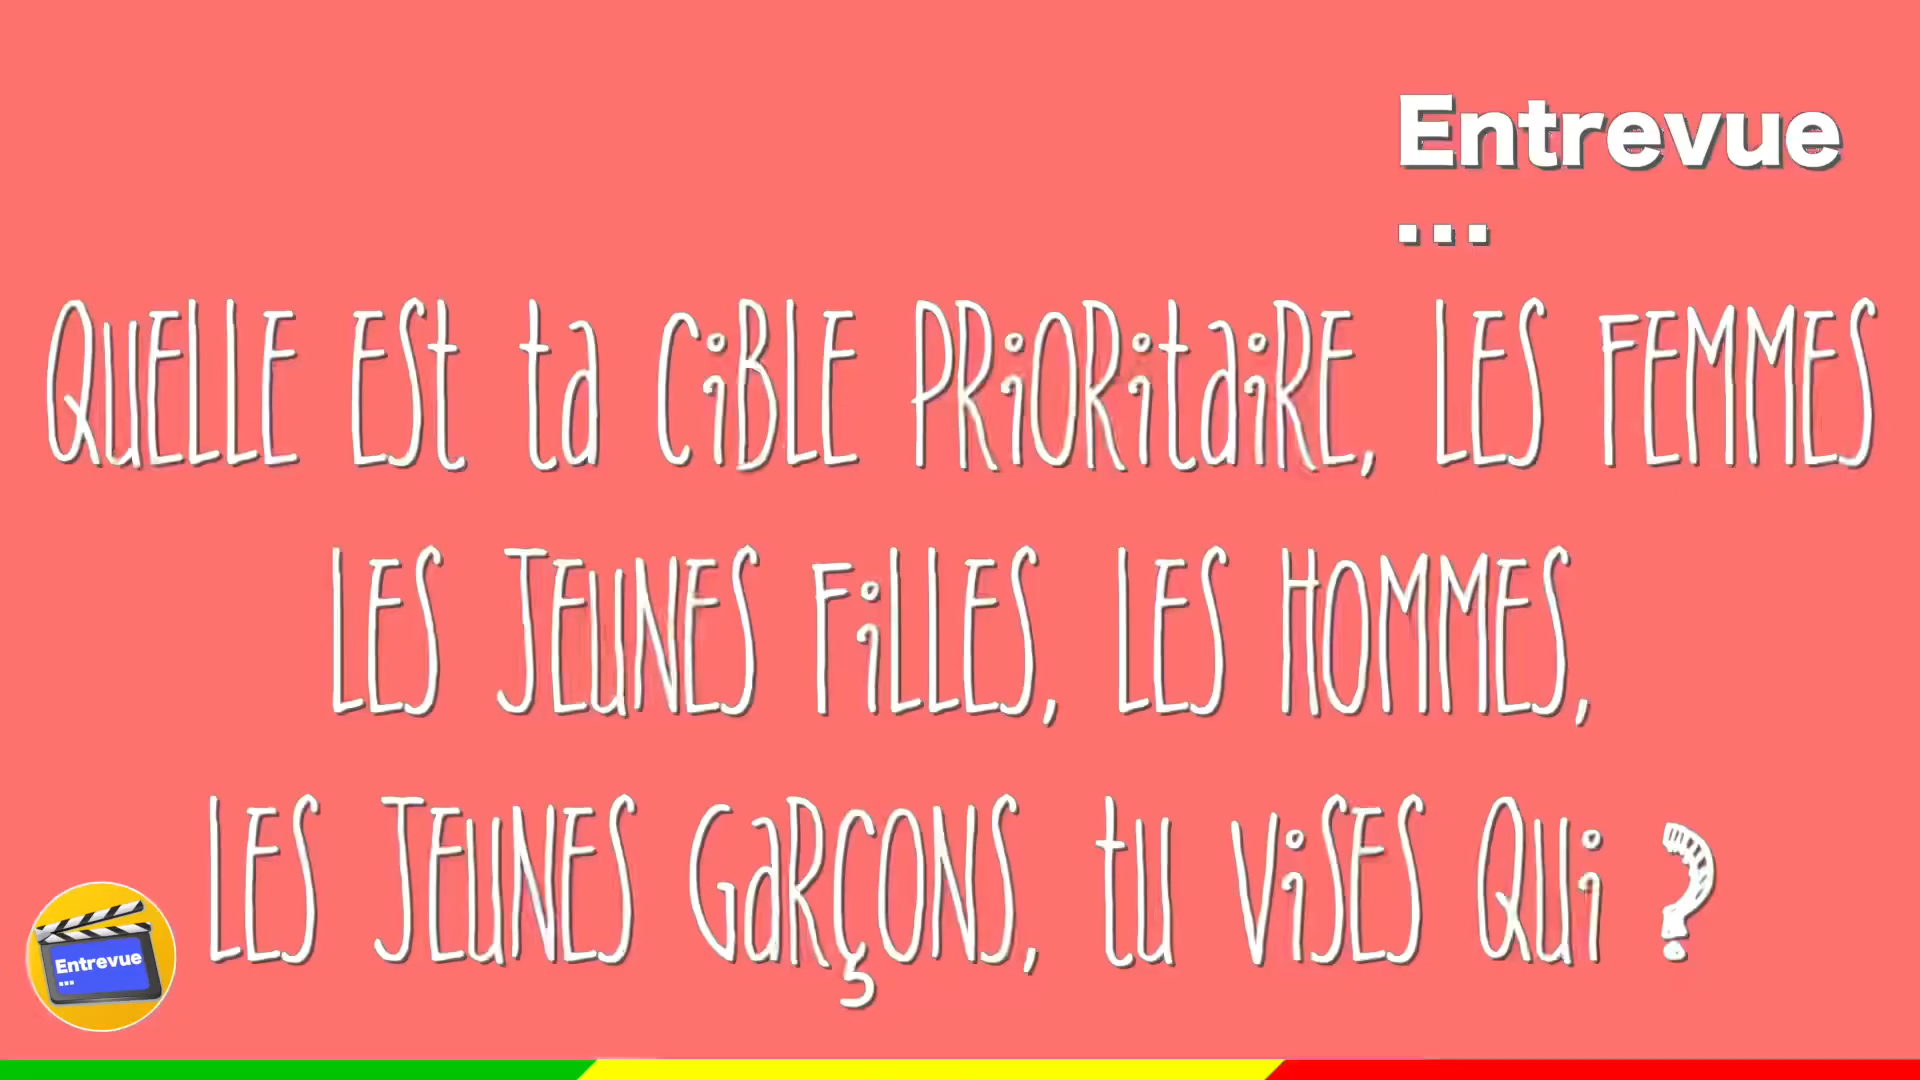 Entrevue
...
QUELLE EST ta CiBLE PRiORitaiRE, LES FEMMES
LES JEUNES FiLLES, LES HOMMES,
LES JEUNES GaRÇONS, tu ViSES QUi ?
Entrevue
...